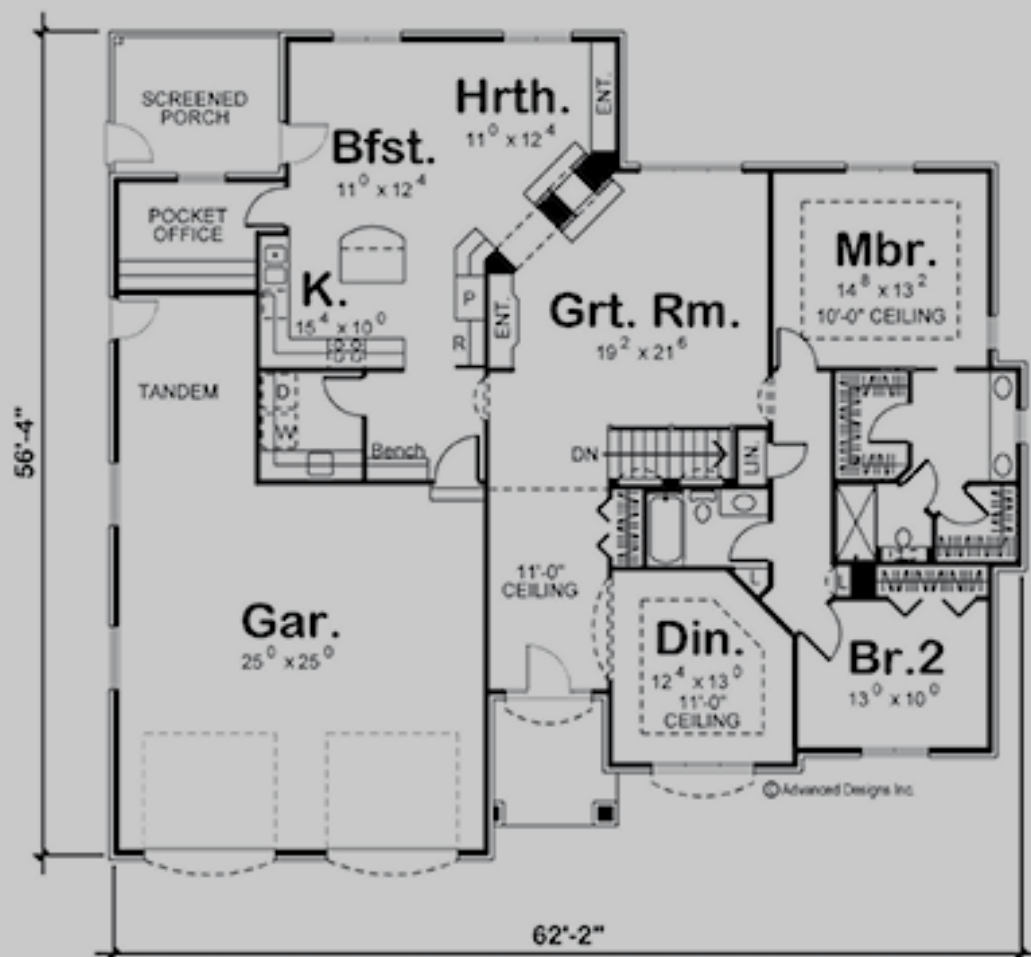 SCREENED
PORCH
Hrth.
11⁰ x 12⁴
ENT.
Bfst.
11⁰ x 12⁴
POCKET
OFFICE
Mbr.
14⁸ x 13²
10'-0" CEILING
K.
15⁴ x 10⁰
P
R
ENT.
Grt. Rm.
19² x 21⁶
TANDEM
D
W
Bench
DN
LIN.
56'-4"
11'-0"
CEILING
L
L
Gar.
25⁰ x 25⁰
Din.
12⁴ x 13⁰
11'-0"
CEILING
Br.2
13⁰ x 10⁰
©Advanced Designs Inc.
62'-2"